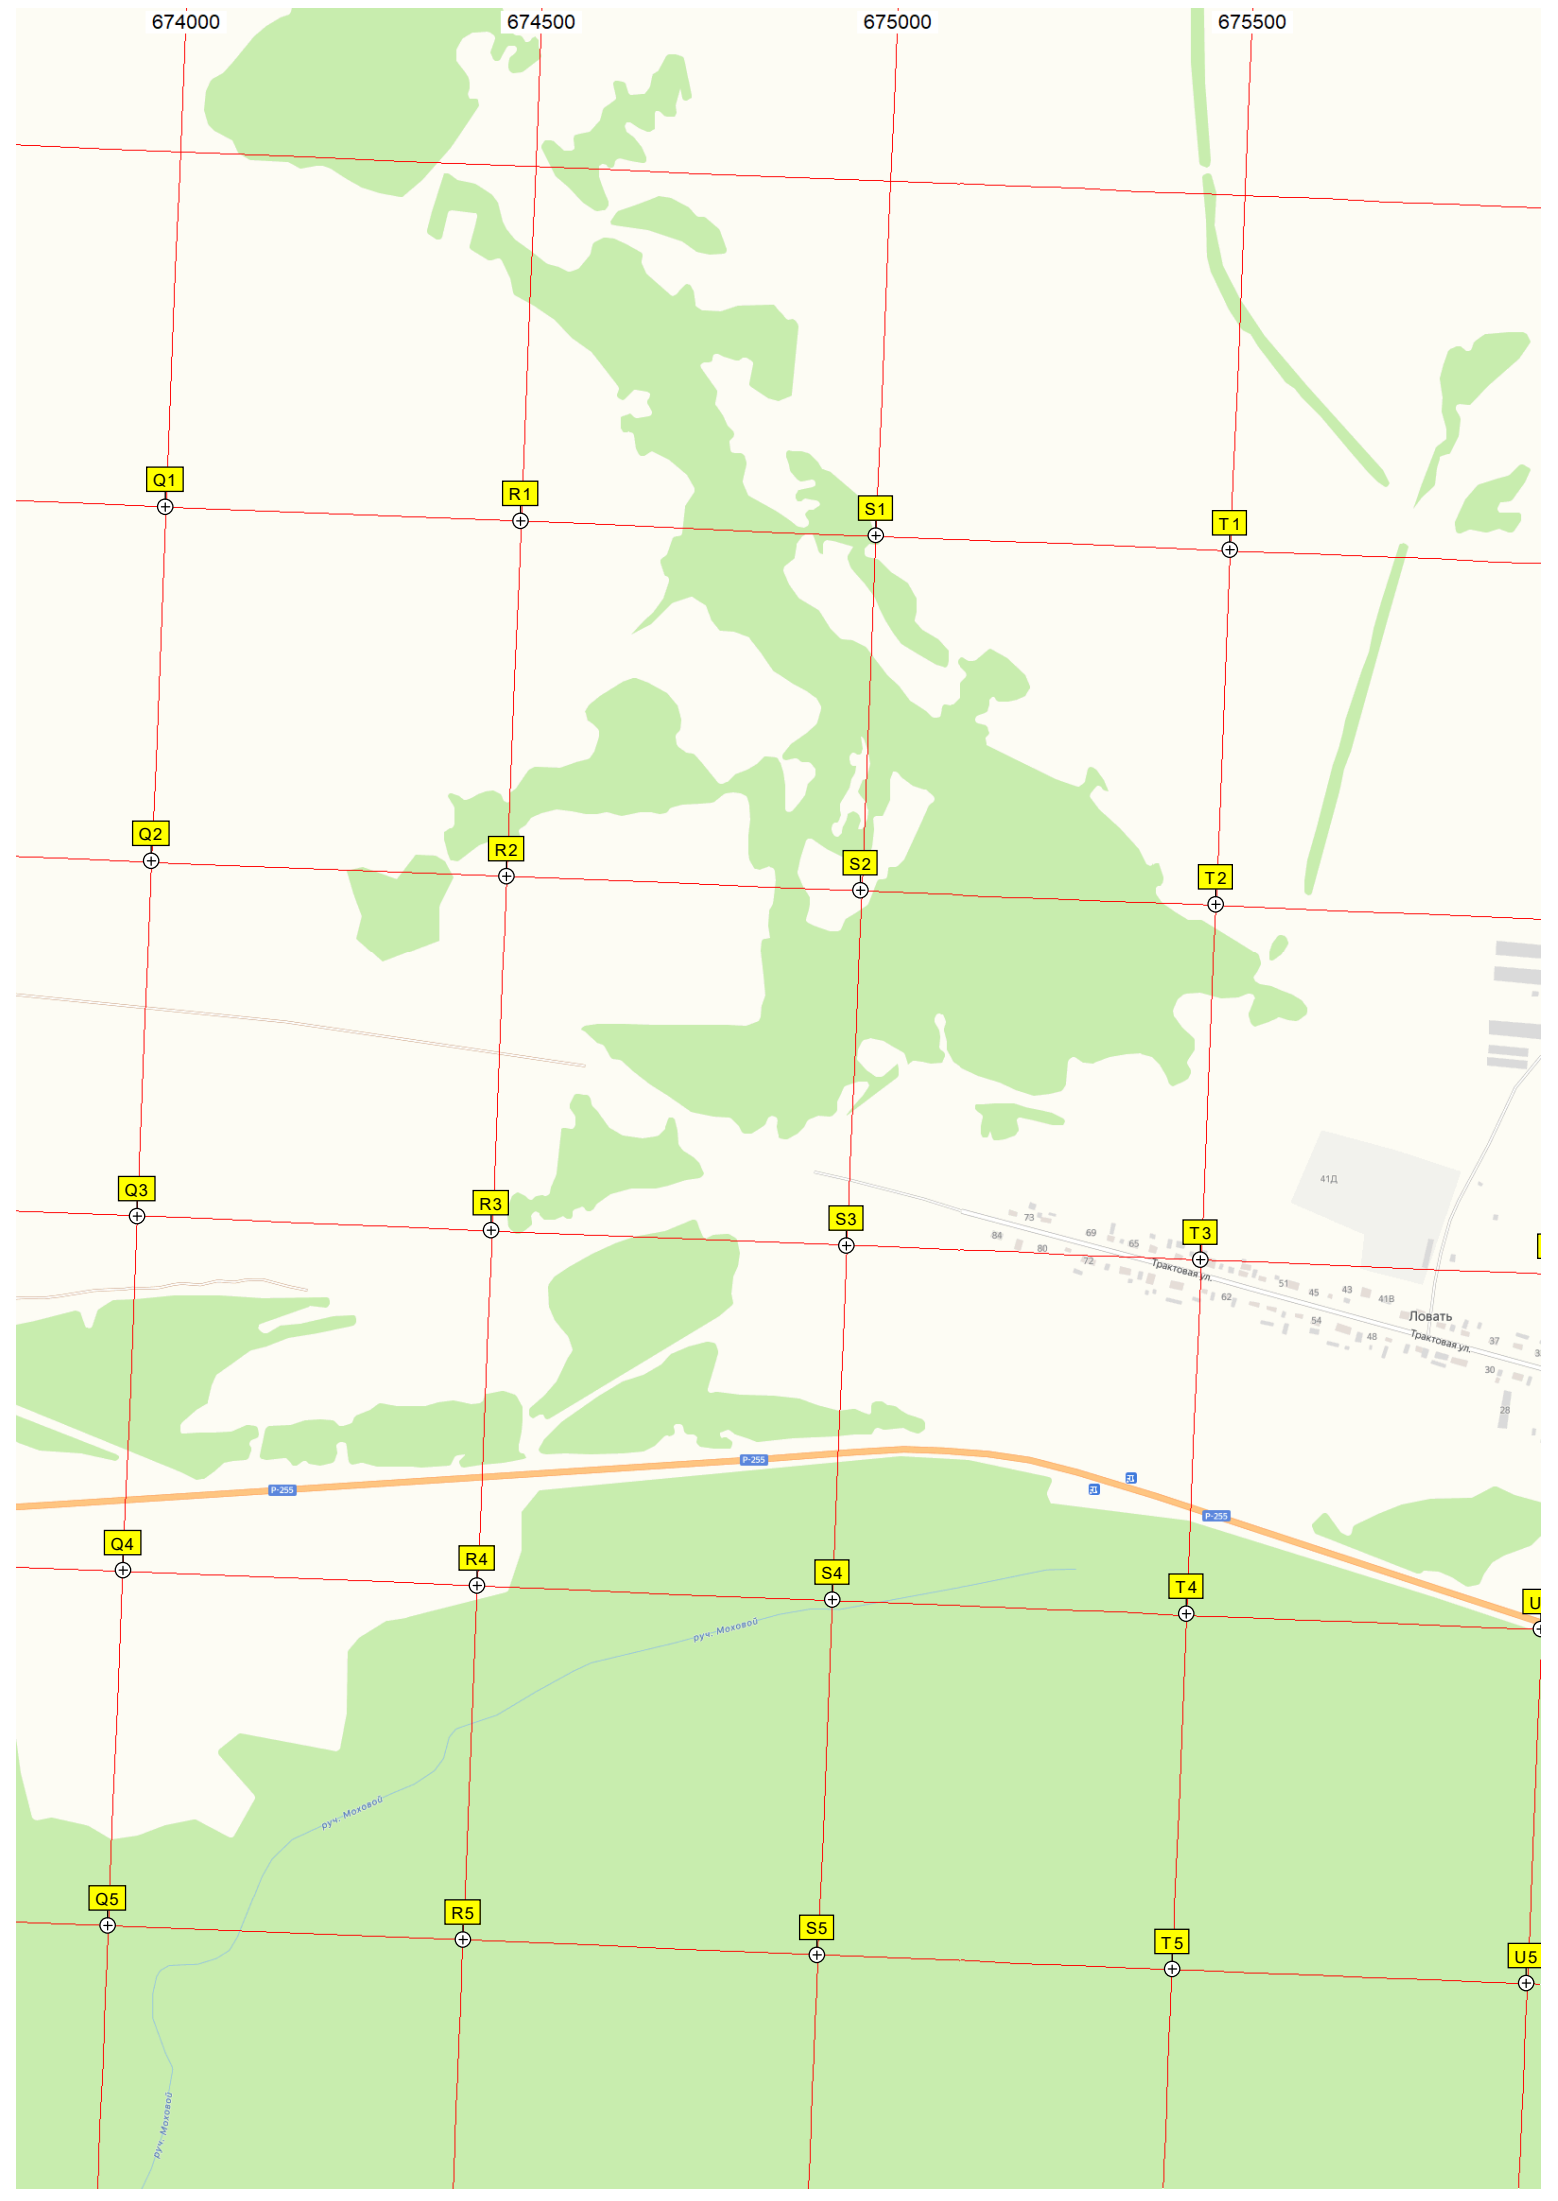 674000 674500 675000 675500
Q1
R1
S1
T1
Q2
R2
S2
T2
Q3
R3
S3
T3
41Д
73
84
80
69
65
72
Трактовая ул.
62
51
45
43
41В
54
48
Ловать
Трактовая ул.
37
30
28
Р-255
Р-255
Р-255
Q4
R4
S4
T4
U
руч. Моховой
руч. Моховой
Q5
R5
S5
T5
U5
руч. Моховой